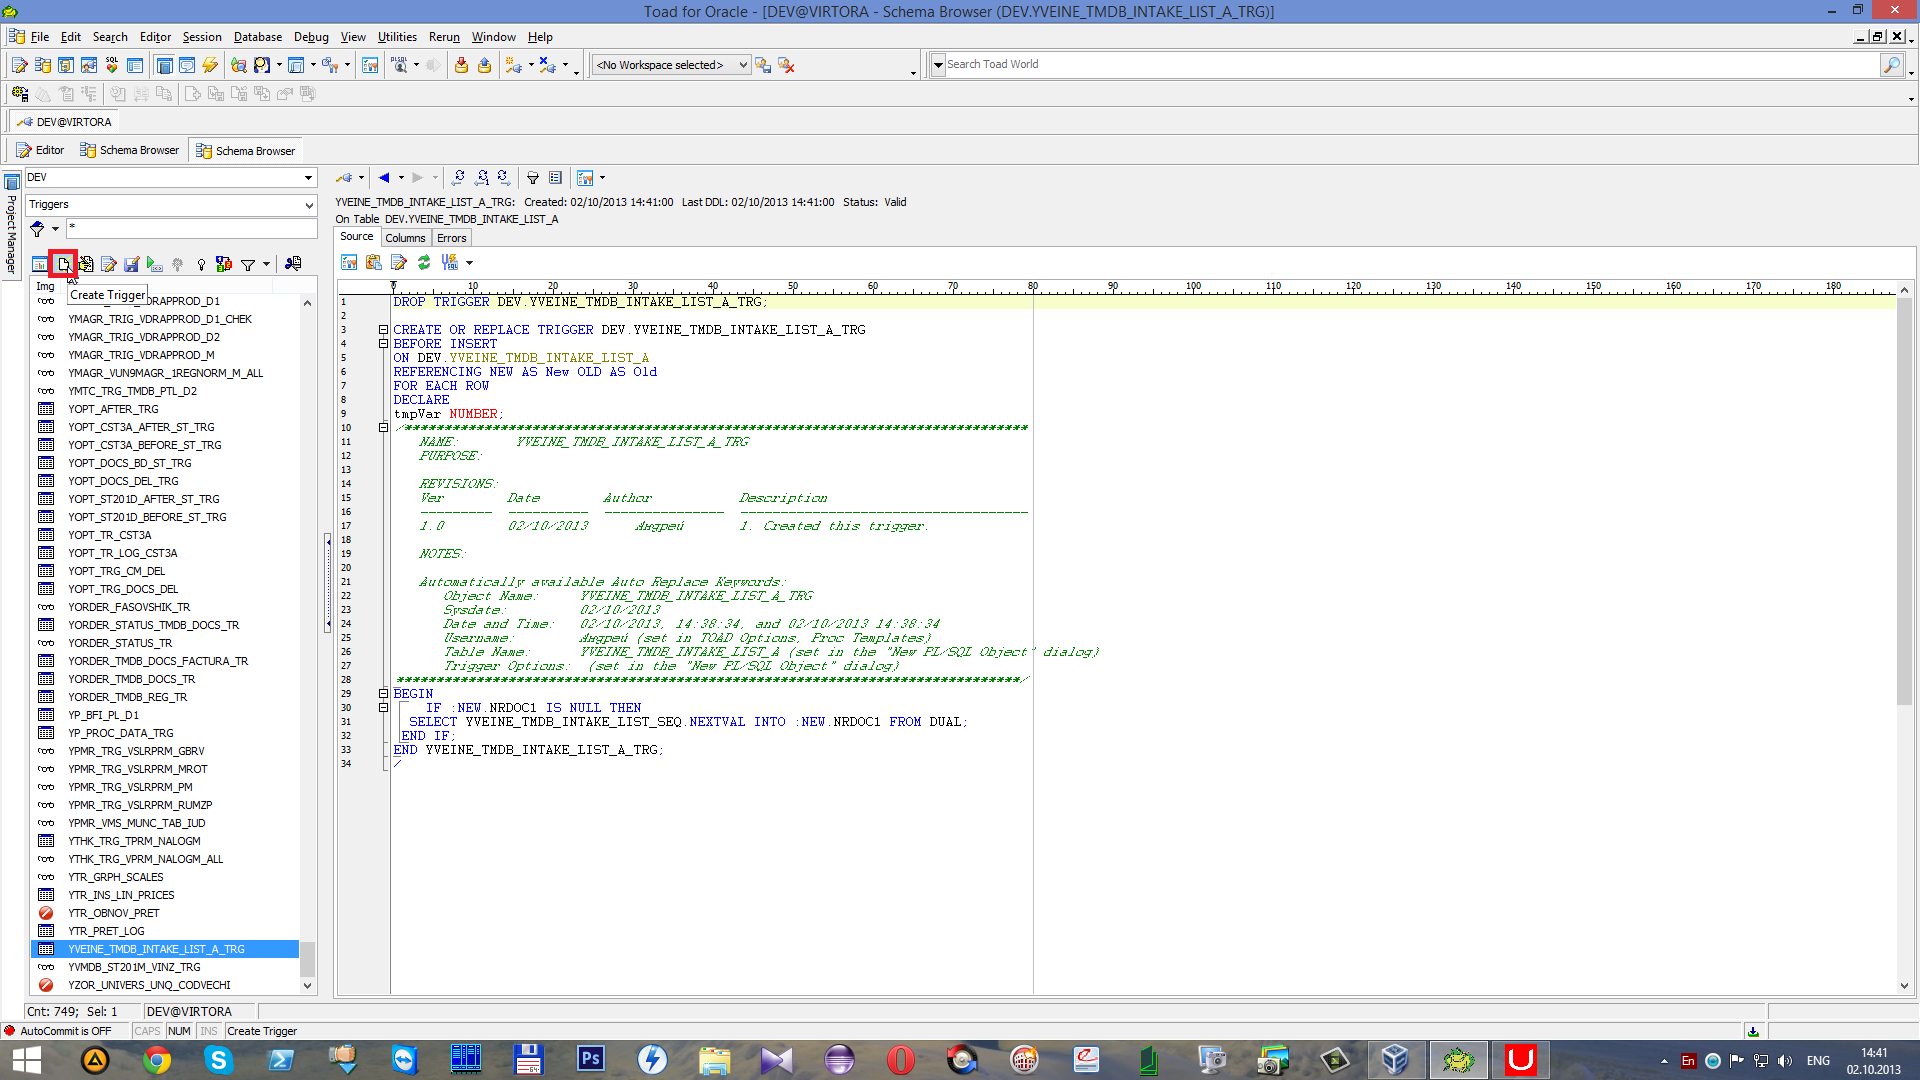 Toad for Oracle - [DEV@VIRTORA - Schema Browser (DEV.YVEINE_TMDB_INTAKE_LIST_A_TRG)]
File Edit Search Editor Session Database Debug View Utilities Rerun Window Help
<No Workspace selected>
Search Toad World
DEV@VIRTORA
Editor Schema Browser Schema Browser
Project Manager
DEV
Triggers
*
Img
Create Trigger
YMAGR_TRIG_VDRAPPROD_D1_CHEK
YMAGR_TRIG_VDRAPPROD_D2
YMAGR_TRIG_VDRAPPROD_M
YMAGR_VUN9MAGR_1REGNORM_M_ALL
YMTC_TRG_TMDB_PTL_D2
YOPT_AFTER_TRG
YOPT_CST3A_AFTER_ST_TRG
YOPT_CST3A_BEFORE_ST_TRG
YOPT_DOCS_BD_ST_TRG
YOPT_DOCS_DEL_TRG
YOPT_ST201D_AFTER_ST_TRG
YOPT_ST201D_BEFORE_ST_TRG
YOPT_TR_CST3A
YOPT_TR_LOG_CST3A
YOPT_TRG_CM_DEL
YOPT_TRG_DOCS_DEL
YORDER_FASOVSHIK_TR
YORDER_STATUS_TMDB_DOCS_TR
YORDER_STATUS_TR
YORDER_TMDB_DOCS_FACTURA_TR
YORDER_TMDB_DOCS_TR
YORDER_TMDB_REG_TR
YP_BFI_PL_D1
YP_PROC_DATA_TRG
YPMR_TRG_VSLRPRM_GBRV
YPMR_TRG_VSLRPRM_MROT
YPMR_TRG_VSLRPRM_PM
YPMR_TRG_VSLRPRM_RUMZP
YPMR_VMS_MUNC_TAB_IUD
YTHK_TRG_TPRM_NALOGM
YTHK_TRG_VPRM_NALOGM_ALL
YTR_GRPH_SCALES
YTR_INS_LIN_PRICES
YTR_OBNOV_PRET
YTR_PRET_LOG
YVEINE_TMDB_INTAKE_LIST_A_TRG
YVMDB_ST201M_VINZ_TRG
YZOR_UNIVERS_UNQ_CODVECHI
YVEINE_TMDB_INTAKE_LIST_A_TRG: Created: 02/10/2013 14:41:00 Last DDL: 02/10/2013 14:41:00 Status: Valid
On Table DEV.YVEINE_TMDB_INTAKE_LIST_A
Source Columns Errors
0 10 20 30 40 50 60 70 80 90 100 110 120 130 140 150 160 170 180
1 DROP TRIGGER DEV.YVEINE_TMDB_INTAKE_LIST_A_TRG;
2
3 CREATE OR REPLACE TRIGGER DEV.YVEINE_TMDB_INTAKE_LIST_A_TRG
4 BEFORE INSERT
5 ON DEV.YVEINE_TMDB_INTAKE_LIST_A
6 REFERENCING NEW AS New OLD AS Old
7 FOR EACH ROW
8 DECLARE
9 tmpVar NUMBER;
10 /******************************************************************************
11 NAME: YVEINE_TMDB_INTAKE_LIST_A_TRG
12 PURPOSE:
13
14 REVISIONS:
15 Ver Date Author Description
16 --------- ---------- --------------- ------------------------------------
17 1.0 02/10/2013 Андрей 1. Created this trigger.
18
19 NOTES:
20
21 Automatically available Auto Replace Keywords:
22 Object Name: YVEINE_TMDB_INTAKE_LIST_A_TRG
23 Sysdate: 02/10/2013
24 Date and Time: 02/10/2013, 14:38:34, and 02/10/2013 14:38:34
25 Username: Андрей (set in TOAD Options, Proc Templates)
26 Table Name: YVEINE_TMDB_INTAKE_LIST_A (set in the "New PL/SQL Object" dialog)
27 Trigger Options: (set in the "New PL/SQL Object" dialog)
28 ******************************************************************************/
29 BEGIN
30 IF :NEW.NRDOC1 IS NULL THEN
31 SELECT YVEINE_TMDB_INTAKE_LIST_SEQ.NEXTVAL INTO :NEW.NRDOC1 FROM DUAL;
32 END IF;
33 END YVEINE_TMDB_INTAKE_LIST_A_TRG;
34 /
Cnt: 749; Sel: 1 DEV@VIRTORA
AutoCommit is OFF CAPS NUM INS Create Trigger
En ENG 14:41
02.10.2013